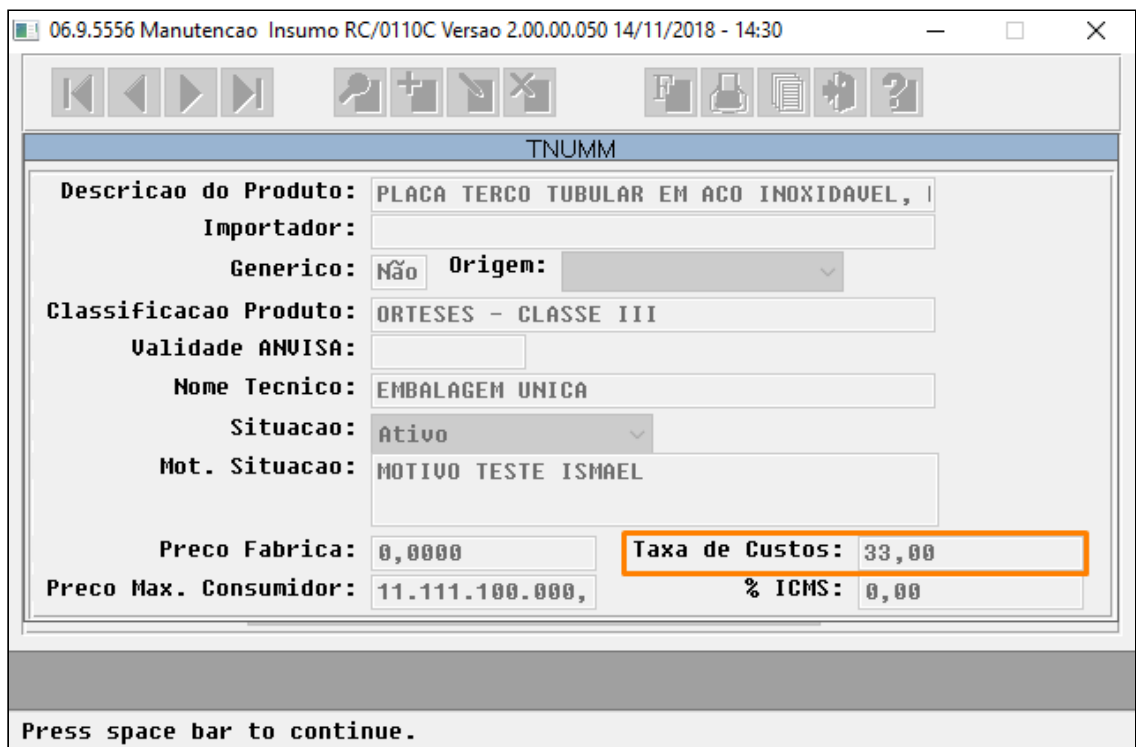 06.9.5556 Manutencao Insumo RC/0110C Versao 2.00.00.050 14/11/2018 - 14:30
F ?
TNUMM
Descricao do Produto: PLACA TERCO TUBULAR EM ACO INOXIDAVEL,
Importador:
Generico: Não Origem:
Classificacao Produto: ORTESES - CLASSE III
Validade ANVISA:
Nome Tecnico: EMBALAGEM UNICA
Situacao: Ativo
Mot. Situacao: MOTIVO TESTE ISMAEL
Preco Fabrica: 0,0000 Taxa de Custos: 33,00
Preco Max. Consumidor: 11.111.100.000, % ICMS: 0,00
Press space bar to continue.